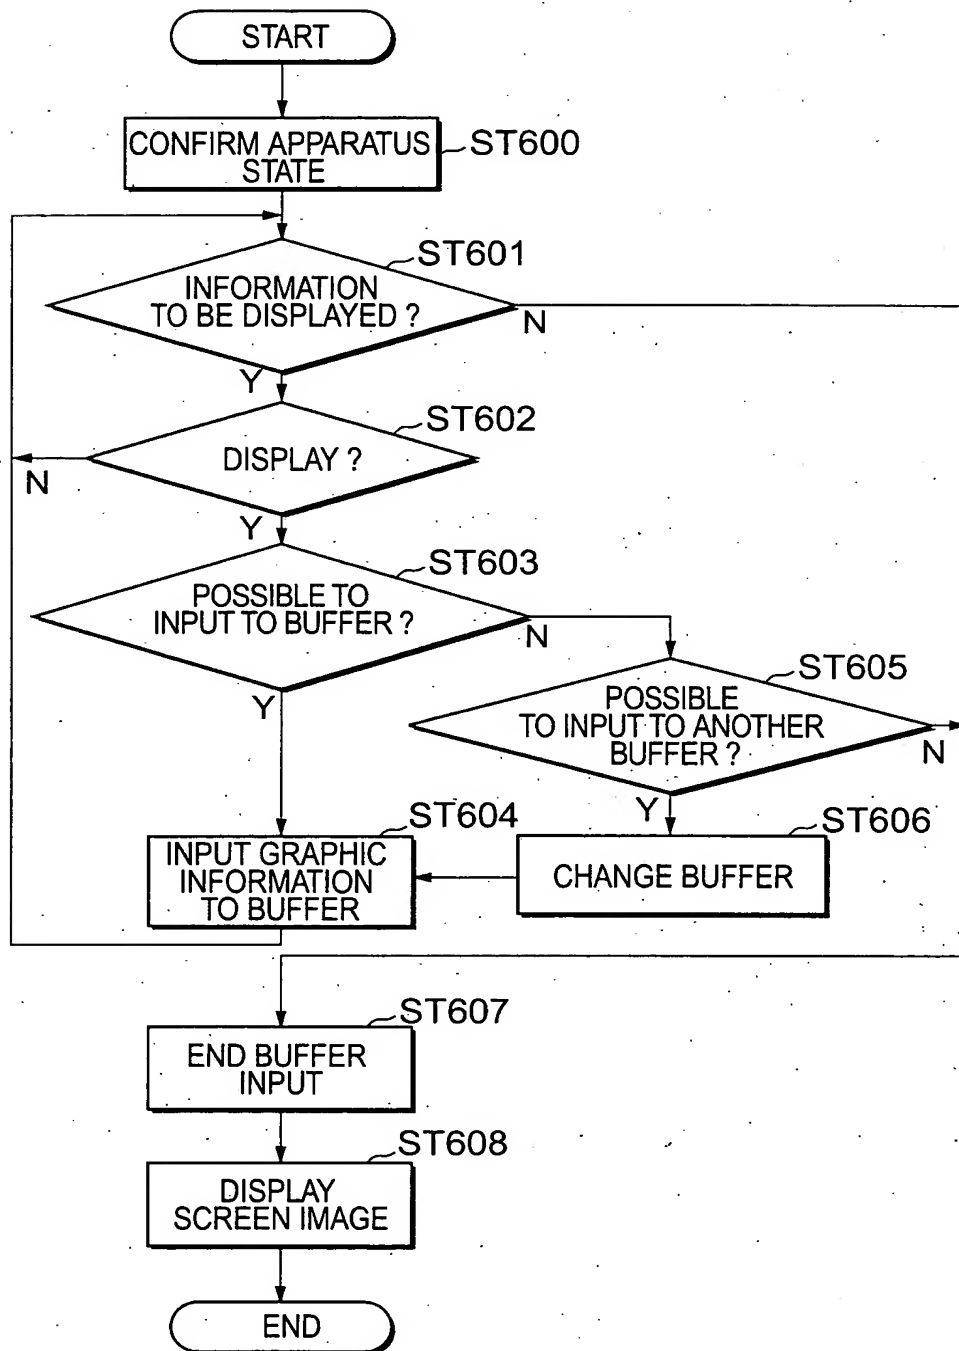 START
CONFIRM APPARATUS
STATE
ST600
ST601
INFORMATION
TO BE DISPLAYED ?
N
Y
ST602
DISPLAY ?
N
Y
ST603
POSSIBLE TO
INPUT TO BUFFER ?
N
Y
ST605
POSSIBLE
TO INPUT TO ANOTHER
BUFFER ?
N
Y
ST604
INPUT GRAPHIC
INFORMATION
TO BUFFER
ST606
CHANGE BUFFER
ST607
END BUFFER
INPUT
ST608
DISPLAY
SCREEN IMAGE
END